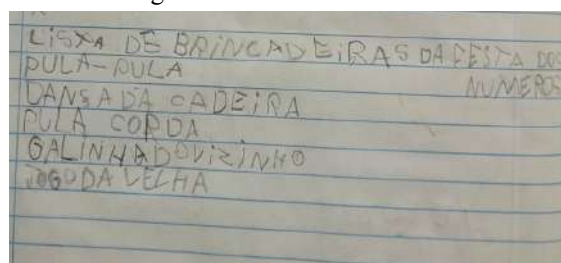 LISTA DE BRINCADEIRAS DA FESTA DOS
NUMEROS
PULA-PULA
DANSA DA CADEIRA
PULA CORDA
GALINHA DO VIZINHO
JOGO DA VELHA